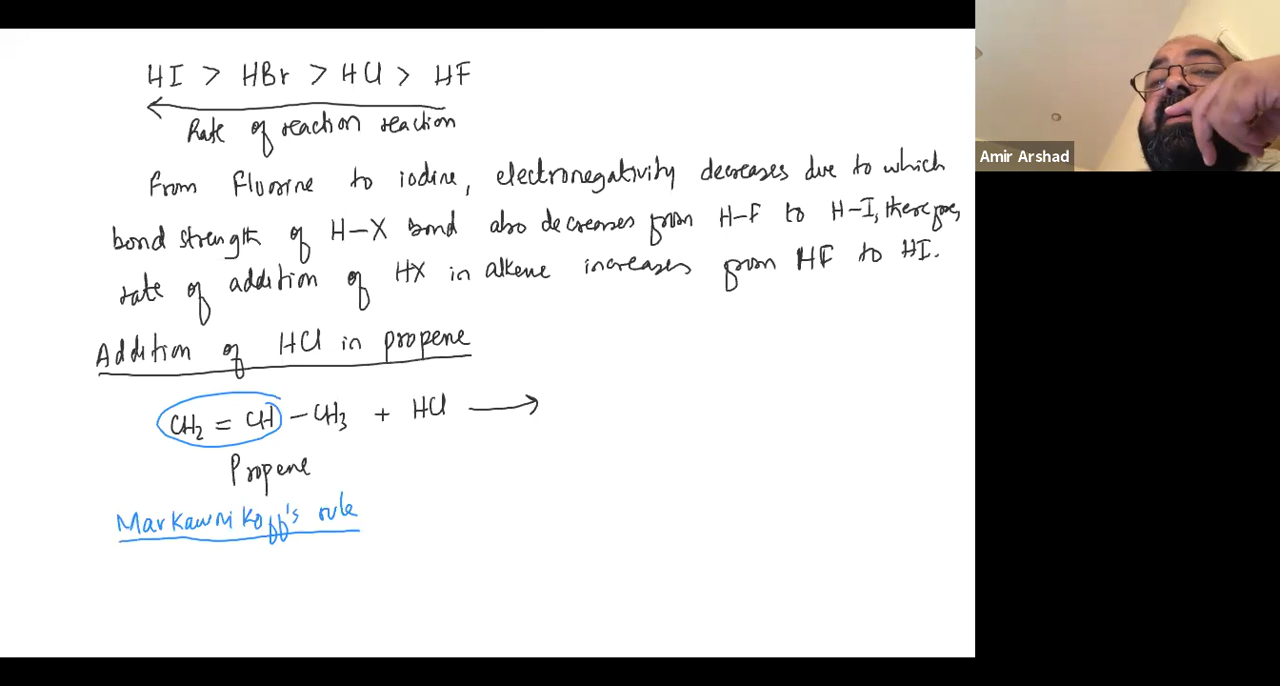 HI > HBr > HCl > HF
Rate of reaction reaction
From Fluorine to iodine, electronegativity decreases due to which
bond strength of H-X bond also decreases from H-F to H-I, therefore,
rate of addition of HX in alkene increases from HF to HI.
Addition of HCl in propene
CH₂ = CH - CH₃ + HCl →
Propene
Markawnikoff's rule
Amir Arshad